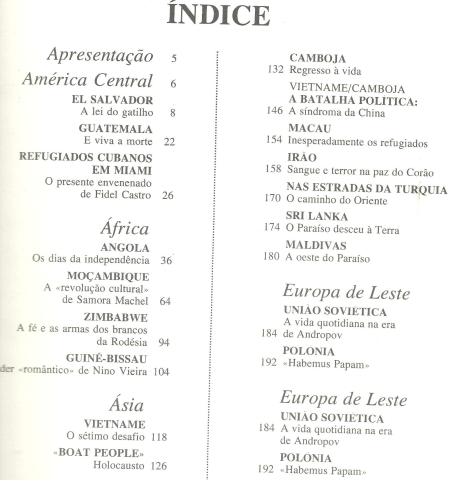 ÍNDICE
Apresentação 5
América Central 6
EL SALVADOR
A lei do gatilho 8
GUATEMALA
E viva a morte 22
REFUGIADOS CUBANOS
EM MIAMI
O presente envenenado
de Fidel Castro 26
África
ANGOLA
Os dias da independência 36
MOÇAMBIQUE
A «revolução cultural»
de Samora Machel 64
ZIMBABWE
A fé e as armas dos brancos
da Rodésia 94
GUINÉ-BISSAU
der «romântico» de Nino Vieira 104
Ásia
VIETNAME
O sétimo desafio 118
«BOAT PEOPLE»
Holocausto 126
CAMBOJA
132 Regresso à vida
VIETNAME/CAMBOJA
A BATALHA POLITICA:
146 A síndroma da China
MACAU
154 Inesperadamente os refugiados
IRÃO
158 Sangue e terror na paz do Corão
NAS ESTRADAS DA TURQUIA
170 O caminho do Oriente
SRI LANKA
174 O Paraíso desceu à Terra
MALDIVAS
180 A oeste do Paraíso
Europa de Leste
UNIÃO SOVIETICA
A vida quotidiana na era
184 de Andropov
POLONIA
192 «Habemus Papam»
Europa de Leste
UNIÃO SOVIETICA
184 A vida quotidiana na era
de Andropov
POLONIA
192 «Habemus Papam»